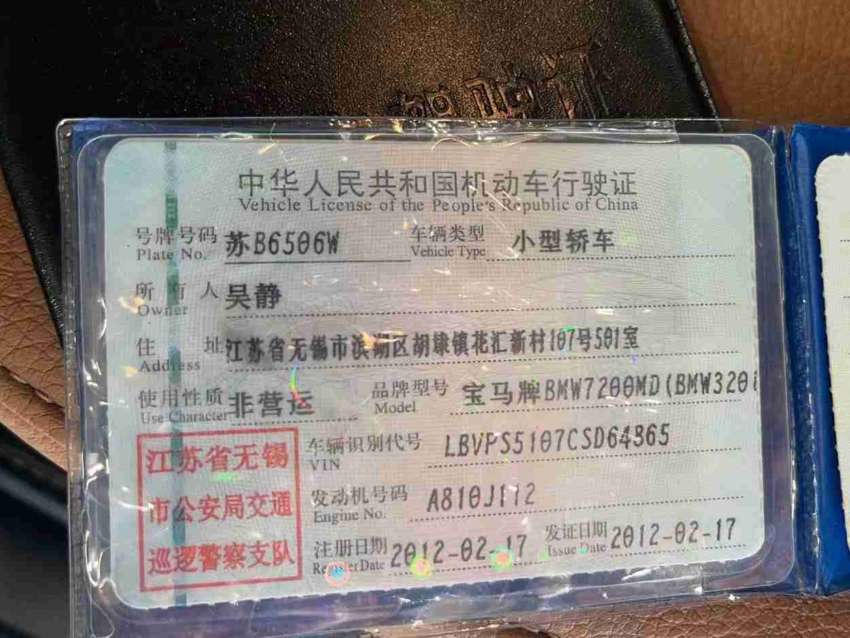 驾驶证
中华人民共和国机动车行驶证
Vehicle License of the People's Republic of China
号牌号码 苏B6506W 车辆类型 小型轿车
Plate No. Vehicle Type
所有人 吴静
Owner
住址 江苏省无锡市滨湖区胡埭镇花汇新村107号501室
Address
使用性质 非营运 品牌型号 宝马牌BMW7200MD(BMW320i
Use Character Model
江苏省无锡
市公安局交通
巡逻警察支队
车辆识别代号 LBVPS5107CSD64365
VIN
发动机号码 A810J112
Engine No.
注册日期 2012-02-17 发证日期 2012-02-17
Register Date Issue Date